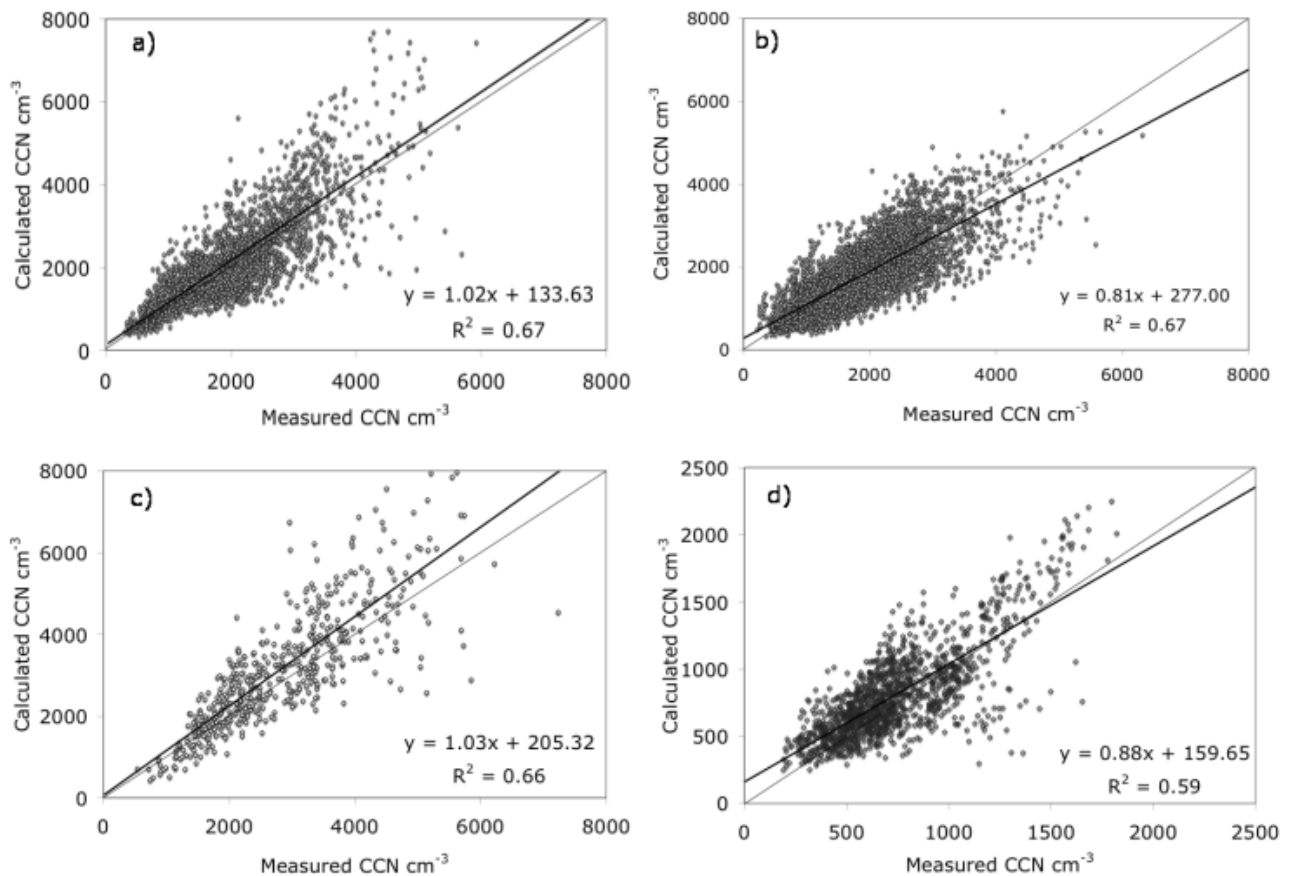 a)
8000
6000
4000
2000
0
Calculated CCN cm⁻³
y = 1.02x + 133.63
R² = 0.67
0 2000 4000 6000 8000
Measured CCN cm⁻³
b)
8000
6000
4000
2000
0
Calculated CCN cm⁻³
y = 0.81x + 277.00
R² = 0.67
0 2000 4000 6000 8000
Measured CCN cm⁻³
c)
8000
6000
4000
2000
0
Calculated CCN cm⁻³
y = 1.03x + 205.32
R² = 0.66
0 2000 4000 6000 8000
Measured CCN cm⁻³
d)
2500
2000
1500
1000
500
0
Calculated CCN cm⁻³
y = 0.88x + 159.65
R² = 0.59
0 500 1000 1500 2000 2500
Measured CCN cm⁻³